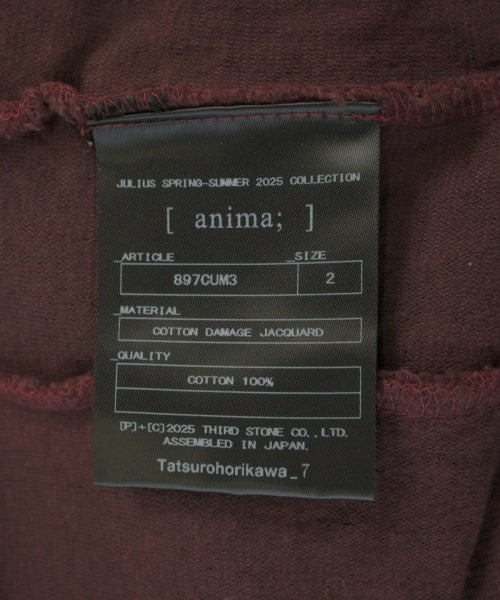 JULIUS SPRING-SUMMER 2025 COLLECTION
[ anima; ]
_ARTICLE _SIZE
897CUM3 2
_MATERIAL
COTTON DAMAGE JACQUARD
_QUALITY
COTTON 100%
[P]+[C]2025 THIRD STONE CO.,LTD.
ASSEMBLED IN JAPAN.
Tatsurohorikawa_7